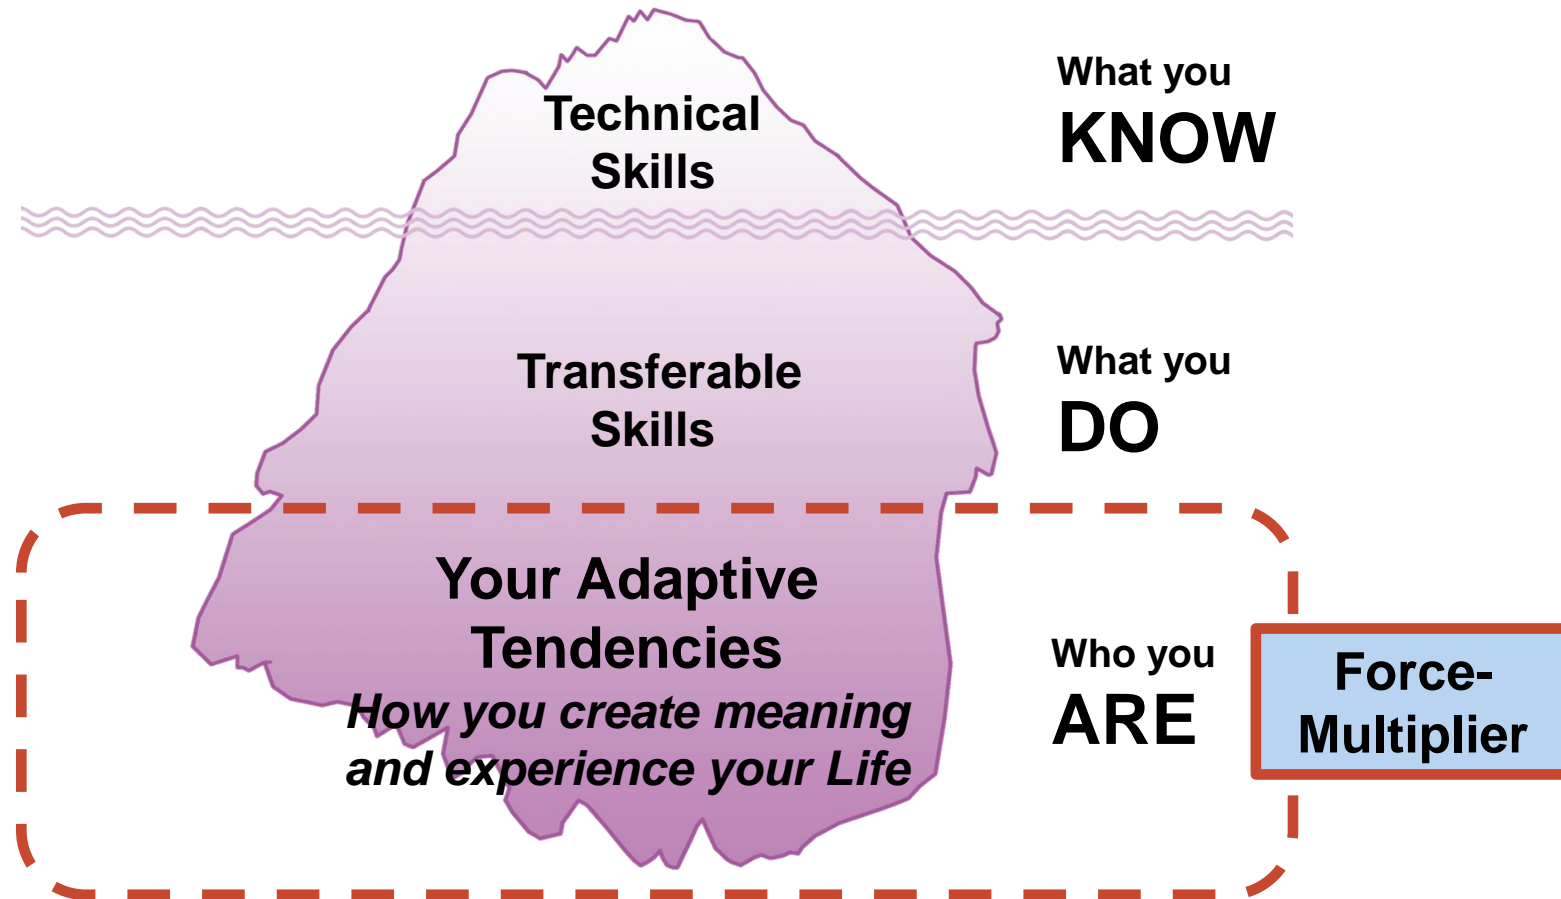 Technical
Skills
What you
KNOW
Transferable
Skills
What you
DO
Your Adaptive
Tendencies
How you create meaning
and experience your Life
Who you
ARE
Force-
Multiplier